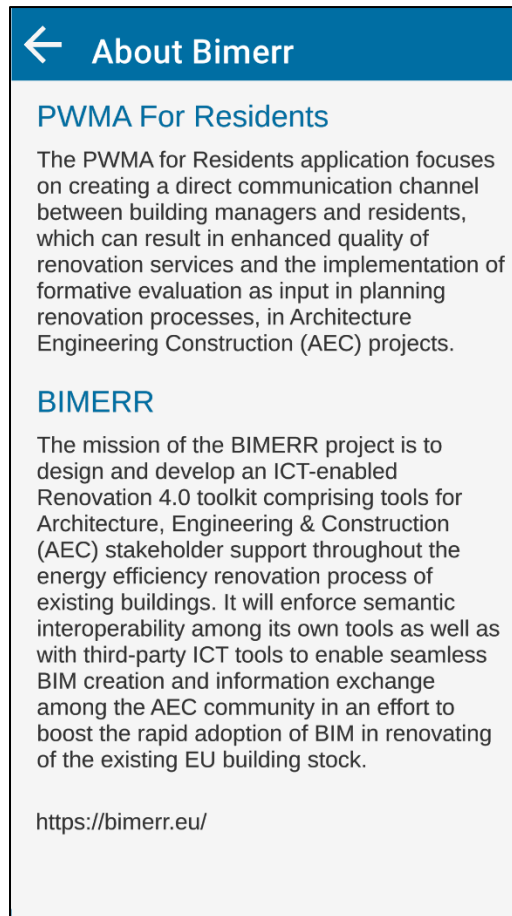 About Bimerr
PWMA For Residents
The PWMA for Residents application focuses
on creating a direct communication channel
between building managers and residents,
which can result in enhanced quality of
renovation services and the implementation of
formative evaluation as input in planning
renovation processes, in Architecture
Engineering Construction (AEC) projects.
BIMERR
The mission of the BIMERR project is to
design and develop an ICT-enabled
Renovation 4.0 toolkit comprising tools for
Architecture, Engineering & Construction
(AEC) stakeholder support throughout the
energy efficiency renovation process of
existing buildings. It will enforce semantic
interoperability among its own tools as well as
with third-party ICT tools to enable seamless
BIM creation and information exchange
among the AEC community in an effort to
boost the rapid adoption of BIM in renovating
of the existing EU building stock.
https://bimerr.eu/